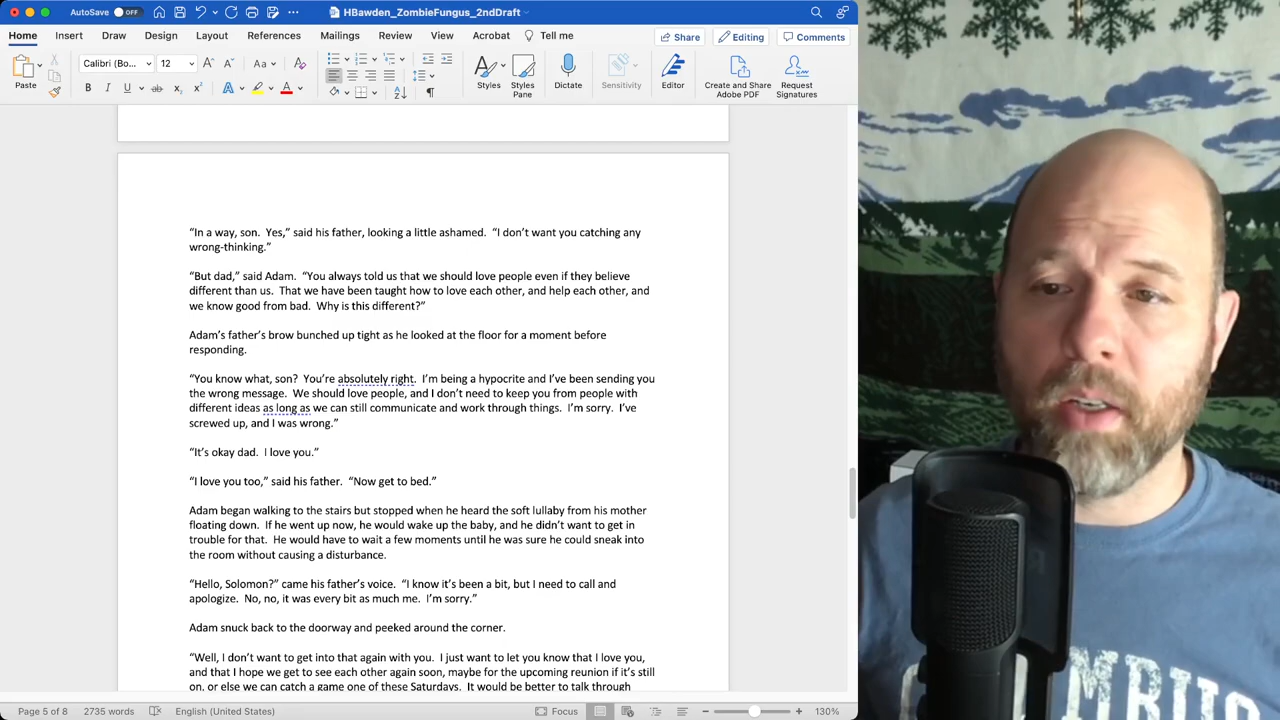 AutoSave OFF
HBawden_ZombieFungus_2ndDraft
Home Insert Draw Design Layout References Mailings Review View Acrobat Tell me
Share Editing Comments
Paste Calibri (Bo... 12 Styles Styles Pane Dictate Sensitivity Editor Create and Share Adobe PDF Request Signatures
“In a way, son.  Yes,” said his father, looking a little ashamed.  “I don’t want you catching any
wrong-thinking.”
“But dad,” said Adam.  “You always told us that we should love people even if they believe
different than us.  That we have been taught how to love each other, and help each other, and
we know good from bad.  Why is this different?”
Adam’s father’s brow bunched up tight as he looked at the floor for a moment before
responding.
“You know what, son?  You’re absolutely right.  I’m being a hypocrite and I’ve been sending you
the wrong message.  We should love people, and I don’t need to keep you from people with
different ideas as long as we can still communicate and work through things.  I’m sorry.  I’ve
screwed up, and I was wrong.”
“It’s okay dad.  I love you.”
“I love you too,” said his father.  “Now get to bed.”
Adam began walking to the stairs but stopped when he heard the soft lullaby from his mother
floating down.  If he went up now, he would wake up the baby, and he didn’t want to get in
trouble for that.  He would have to wait a few moments until he was sure he could sneak into
the room without causing a disturbance.
“Hello, Solomon?” came his father’s voice.  “I know it’s been a bit, but I need to call and
apologize.  No, no, it was every bit as much me.  I’m sorry.”
Adam snuck back to the doorway and peeked around the corner.
“Well, I don’t want to get into that again with you.  I just want to let you know that I love you,
and that I hope we get to see each other again soon, maybe for the upcoming reunion if it’s still
on, or else we can catch a game one of these Saturdays.  It would be better to talk through
Page 5 of 8 2735 words English (United States) Focus 130%